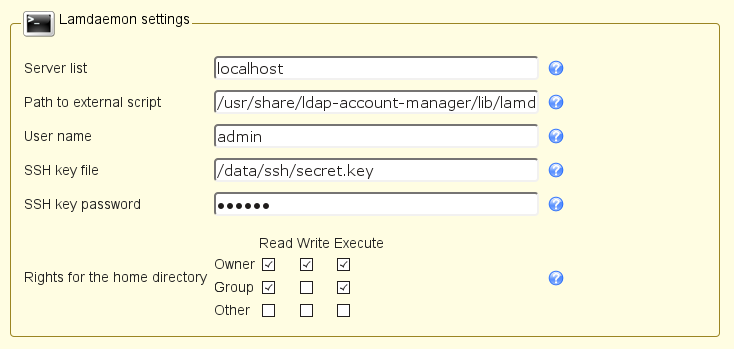 Lamdaemon settings
Server list localhost
Path to external script /usr/share/ldap-account-manager/lib/lamd
User name admin
SSH key file /data/ssh/secret.key
SSH key password ••••••
Read Write Execute
Owner
Rights for the home directory
Group
Other